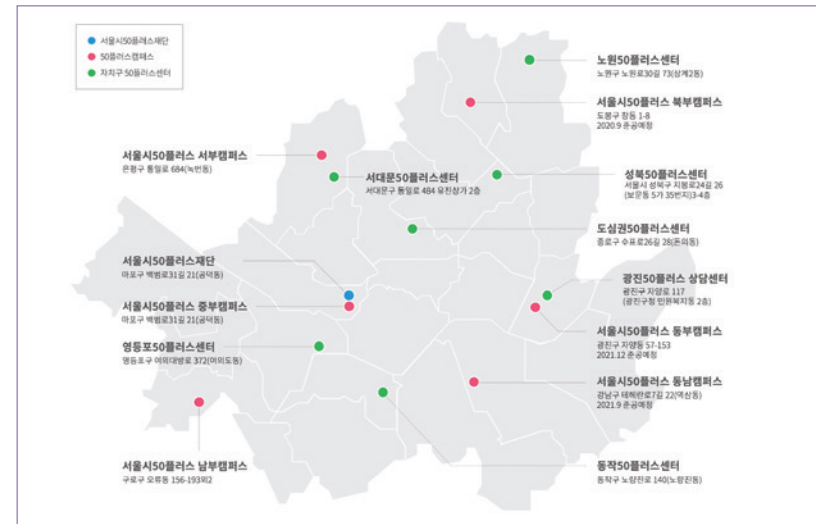 서울시50플러스재단
50플러스캠퍼스
자치구 50플러스센터
노원50플러스센터
노원구 노원로30길 73(상계2동)
서울시50플러스 북부캠퍼스
도봉구 창동 1-8
2020.9 준공예정
서울시50플러스 서부캠퍼스
은평구 통일로 684(녹번동)
서대문50플러스센터
서대문구 통일로 484 유진상가 2층
성북50플러스센터
서울시 성북구 지봉로24길 26
(보문동 5가 35번지)3-4층
도심권50플러스센터
종로구 수표로26길 28(돈의동)
서울시50플러스재단
마포구 백범로31길 21(공덕동)
서울시50플러스 중부캠퍼스
마포구 백범로31길 21(공덕동)
광진50플러스 상담센터
광진구 자양로 117
(광진구청 민원복지동 2층)
서울시50플러스 동부캠퍼스
광진구 자양동 57-153
2021.12 준공예정
영등포50플러스센터
영등포구 여의대방로 372(여의도동)
서울시50플러스 동남캠퍼스
강남구 테헤란로7길 22(역삼동)
2021.9 준공예정
서울시50플러스 남부캠퍼스
구로구 오류동 156-193외2
동작50플러스센터
동작구 노량진로 140(노량진동)